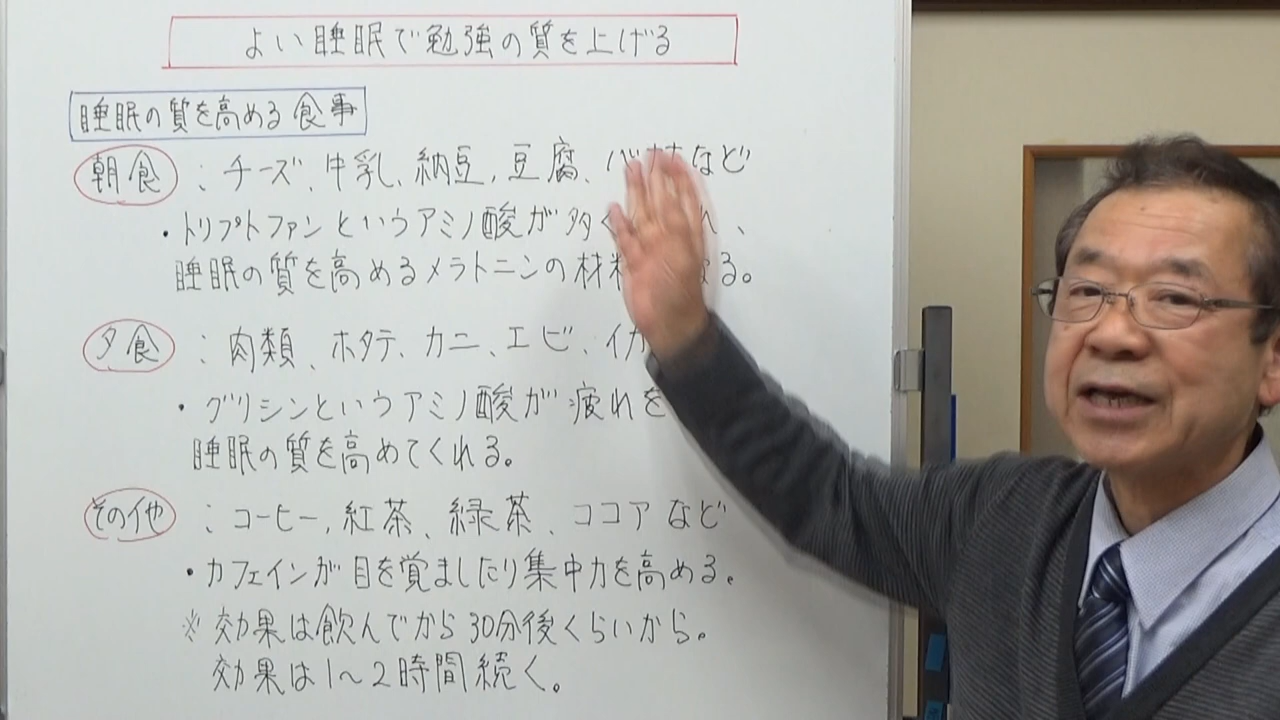 よい睡眠で勉強の質を上げる
睡眠の質を高める食事
朝食 : チーズ、牛乳、納豆、豆腐、など
・トリプトファンというアミノ酸が多く れ、
睡眠の質を高めるメラトニンの材料 なる。
夕食 : 肉類、ホタテ、カニ、エビ、イカ
・グリシンというアミノ酸が疲れを
睡眠の質を高めてくれる。
その他 : コーヒー、紅茶、緑茶、ココアなど
・カフェインが目を覚ましたり集中力を高める。
※効果は飲んでから30分後くらいから。
効果は1〜2時間続く。